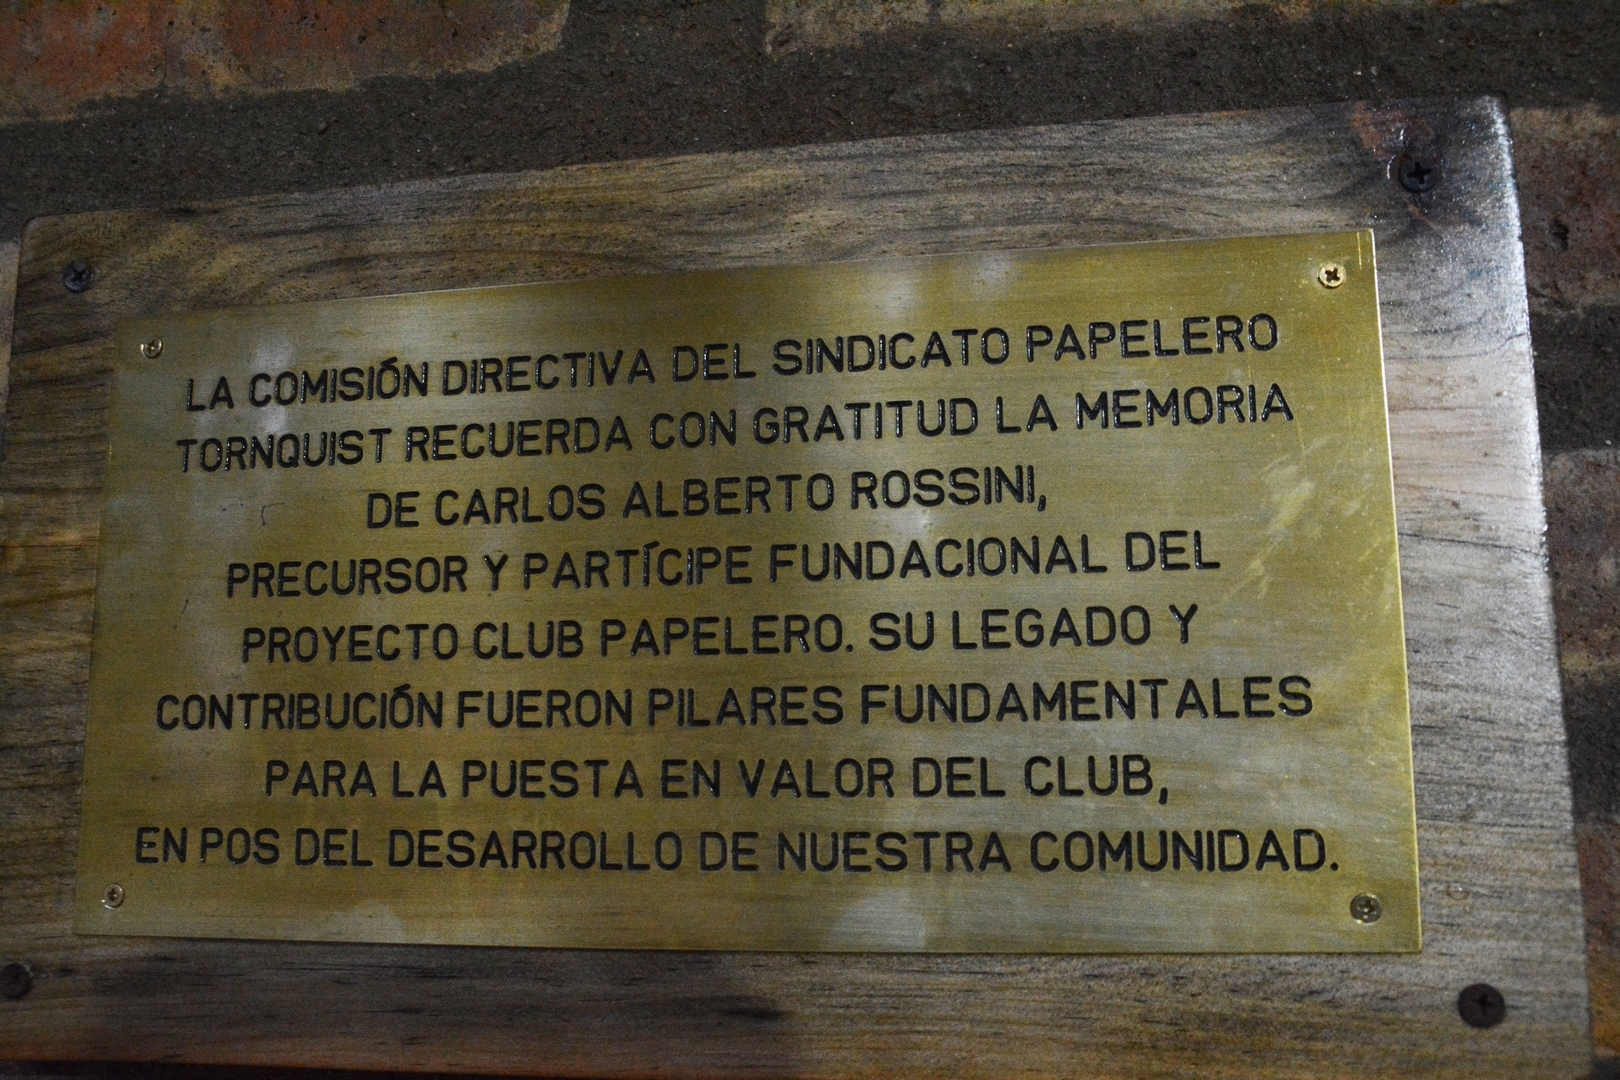 LA COMISIÓN DIRECTIVA DEL SINDICATO PAPELERO
TORNQUIST RECUERDA CON GRATITUD LA MEMORIA
DE CARLOS ALBERTO ROSSINI,
PRECURSOR Y PARTÍCIPE FUNDACIONAL DEL
PROYECTO CLUB PAPELERO. SU LEGADO Y
CONTRIBUCIÓN FUERON PILARES FUNDAMENTALES
PARA LA PUESTA EN VALOR DEL CLUB,
EN POS DEL DESARROLLO DE NUESTRA COMUNIDAD.